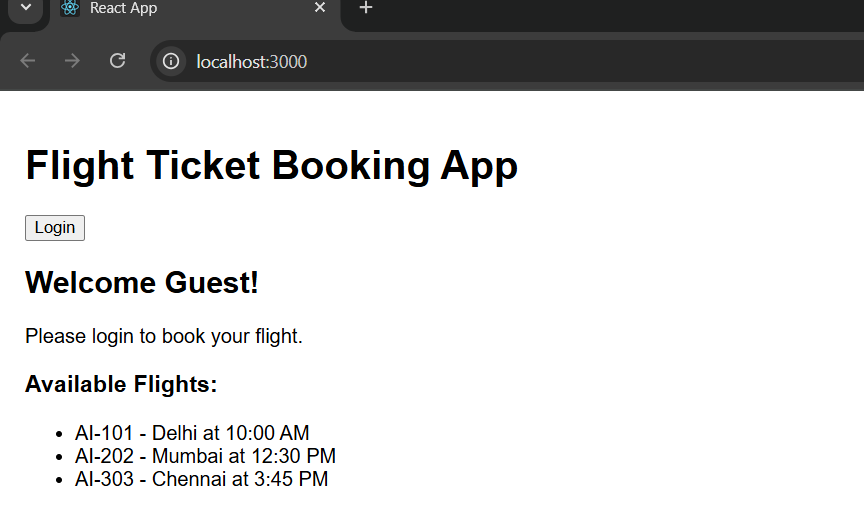 React App
localhost:3000
Flight Ticket Booking App
Login
Welcome Guest!
Please login to book your flight.
Available Flights:
• AI-101 - Delhi at 10:00 AM
• AI-202 - Mumbai at 12:30 PM
• AI-303 - Chennai at 3:45 PM